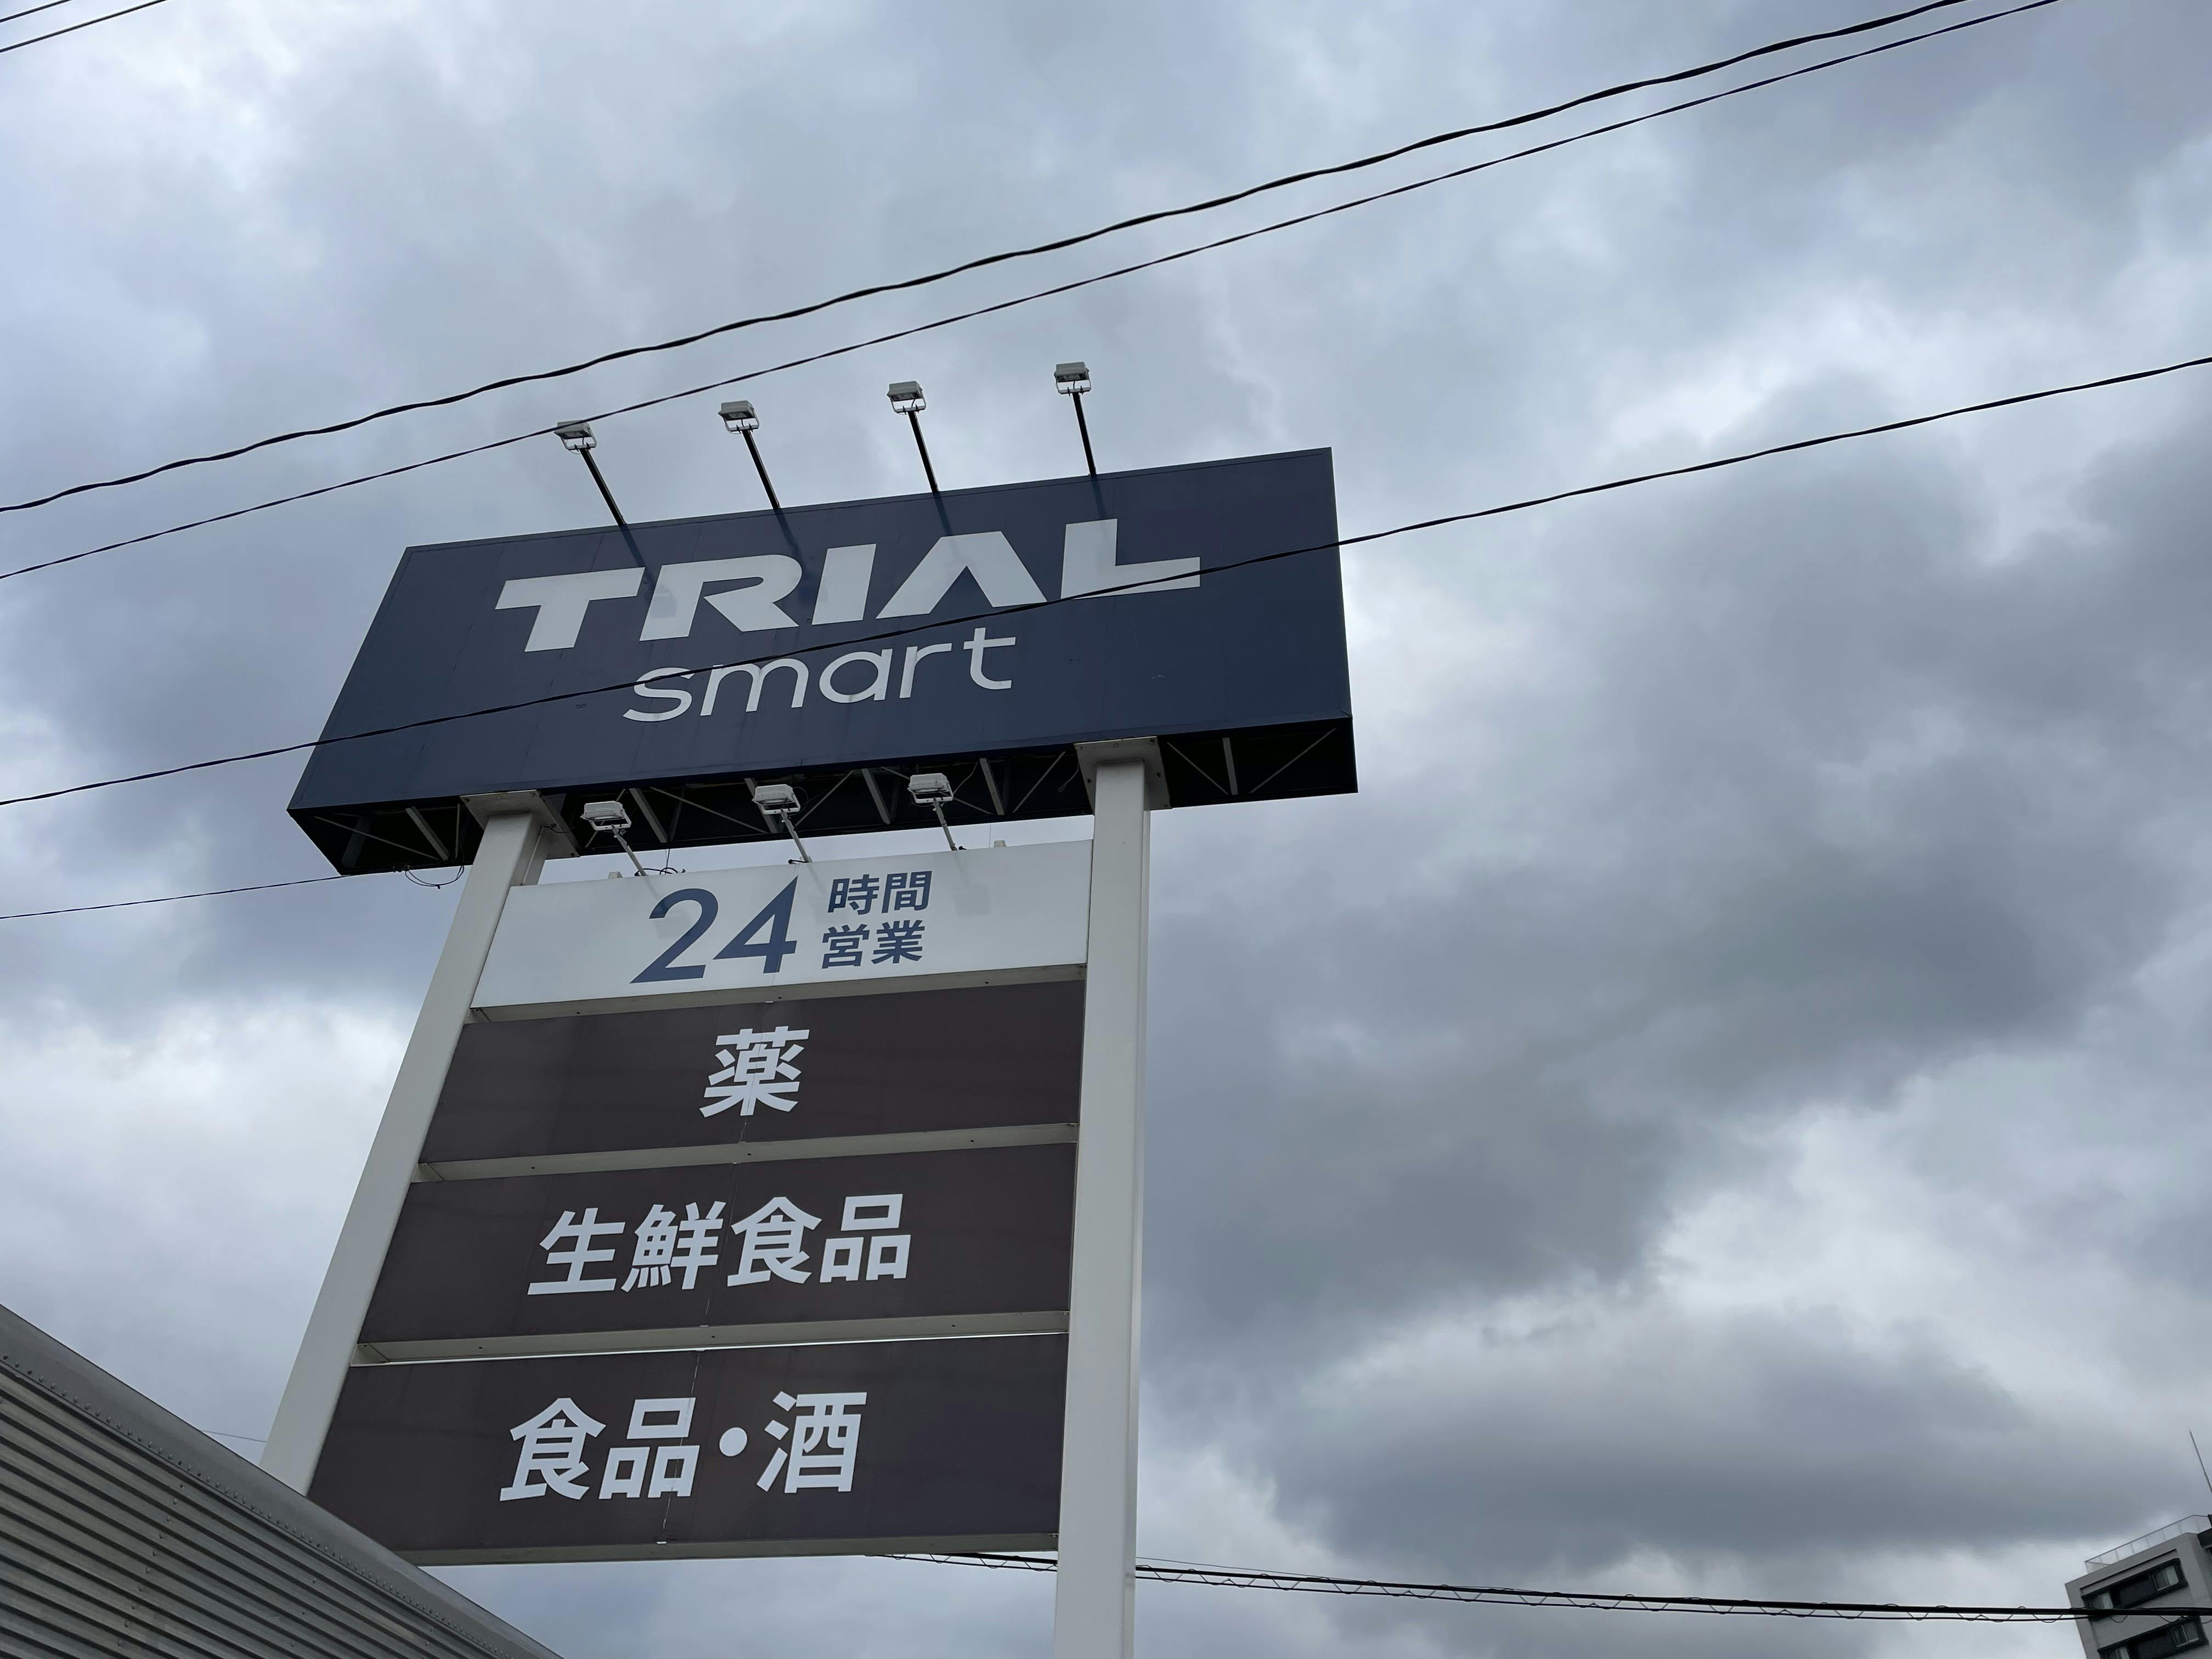 TRIAL
smart
24時間
営業
薬
生鮮食品
食品・酒